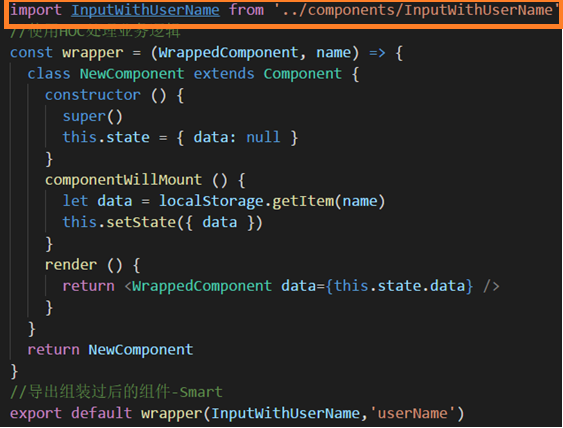 import InputWithUserName from '../components/InputWithUserName'
//使用HOC处理业务逻辑
const wrapper = (WrappedComponent, name) => {
  class NewComponent extends Component {
    constructor () {
      super()
      this.state = { data: null }
    }
    componentWillMount () {
      let data = localStorage.getItem(name)
      this.setState({ data })
    }
    render () {
      return <WrappedComponent data={this.state.data} />
    }
  }
  return NewComponent
}
//导出组装过后的组件-Smart
export default wrapper(InputWithUserName,'userName')